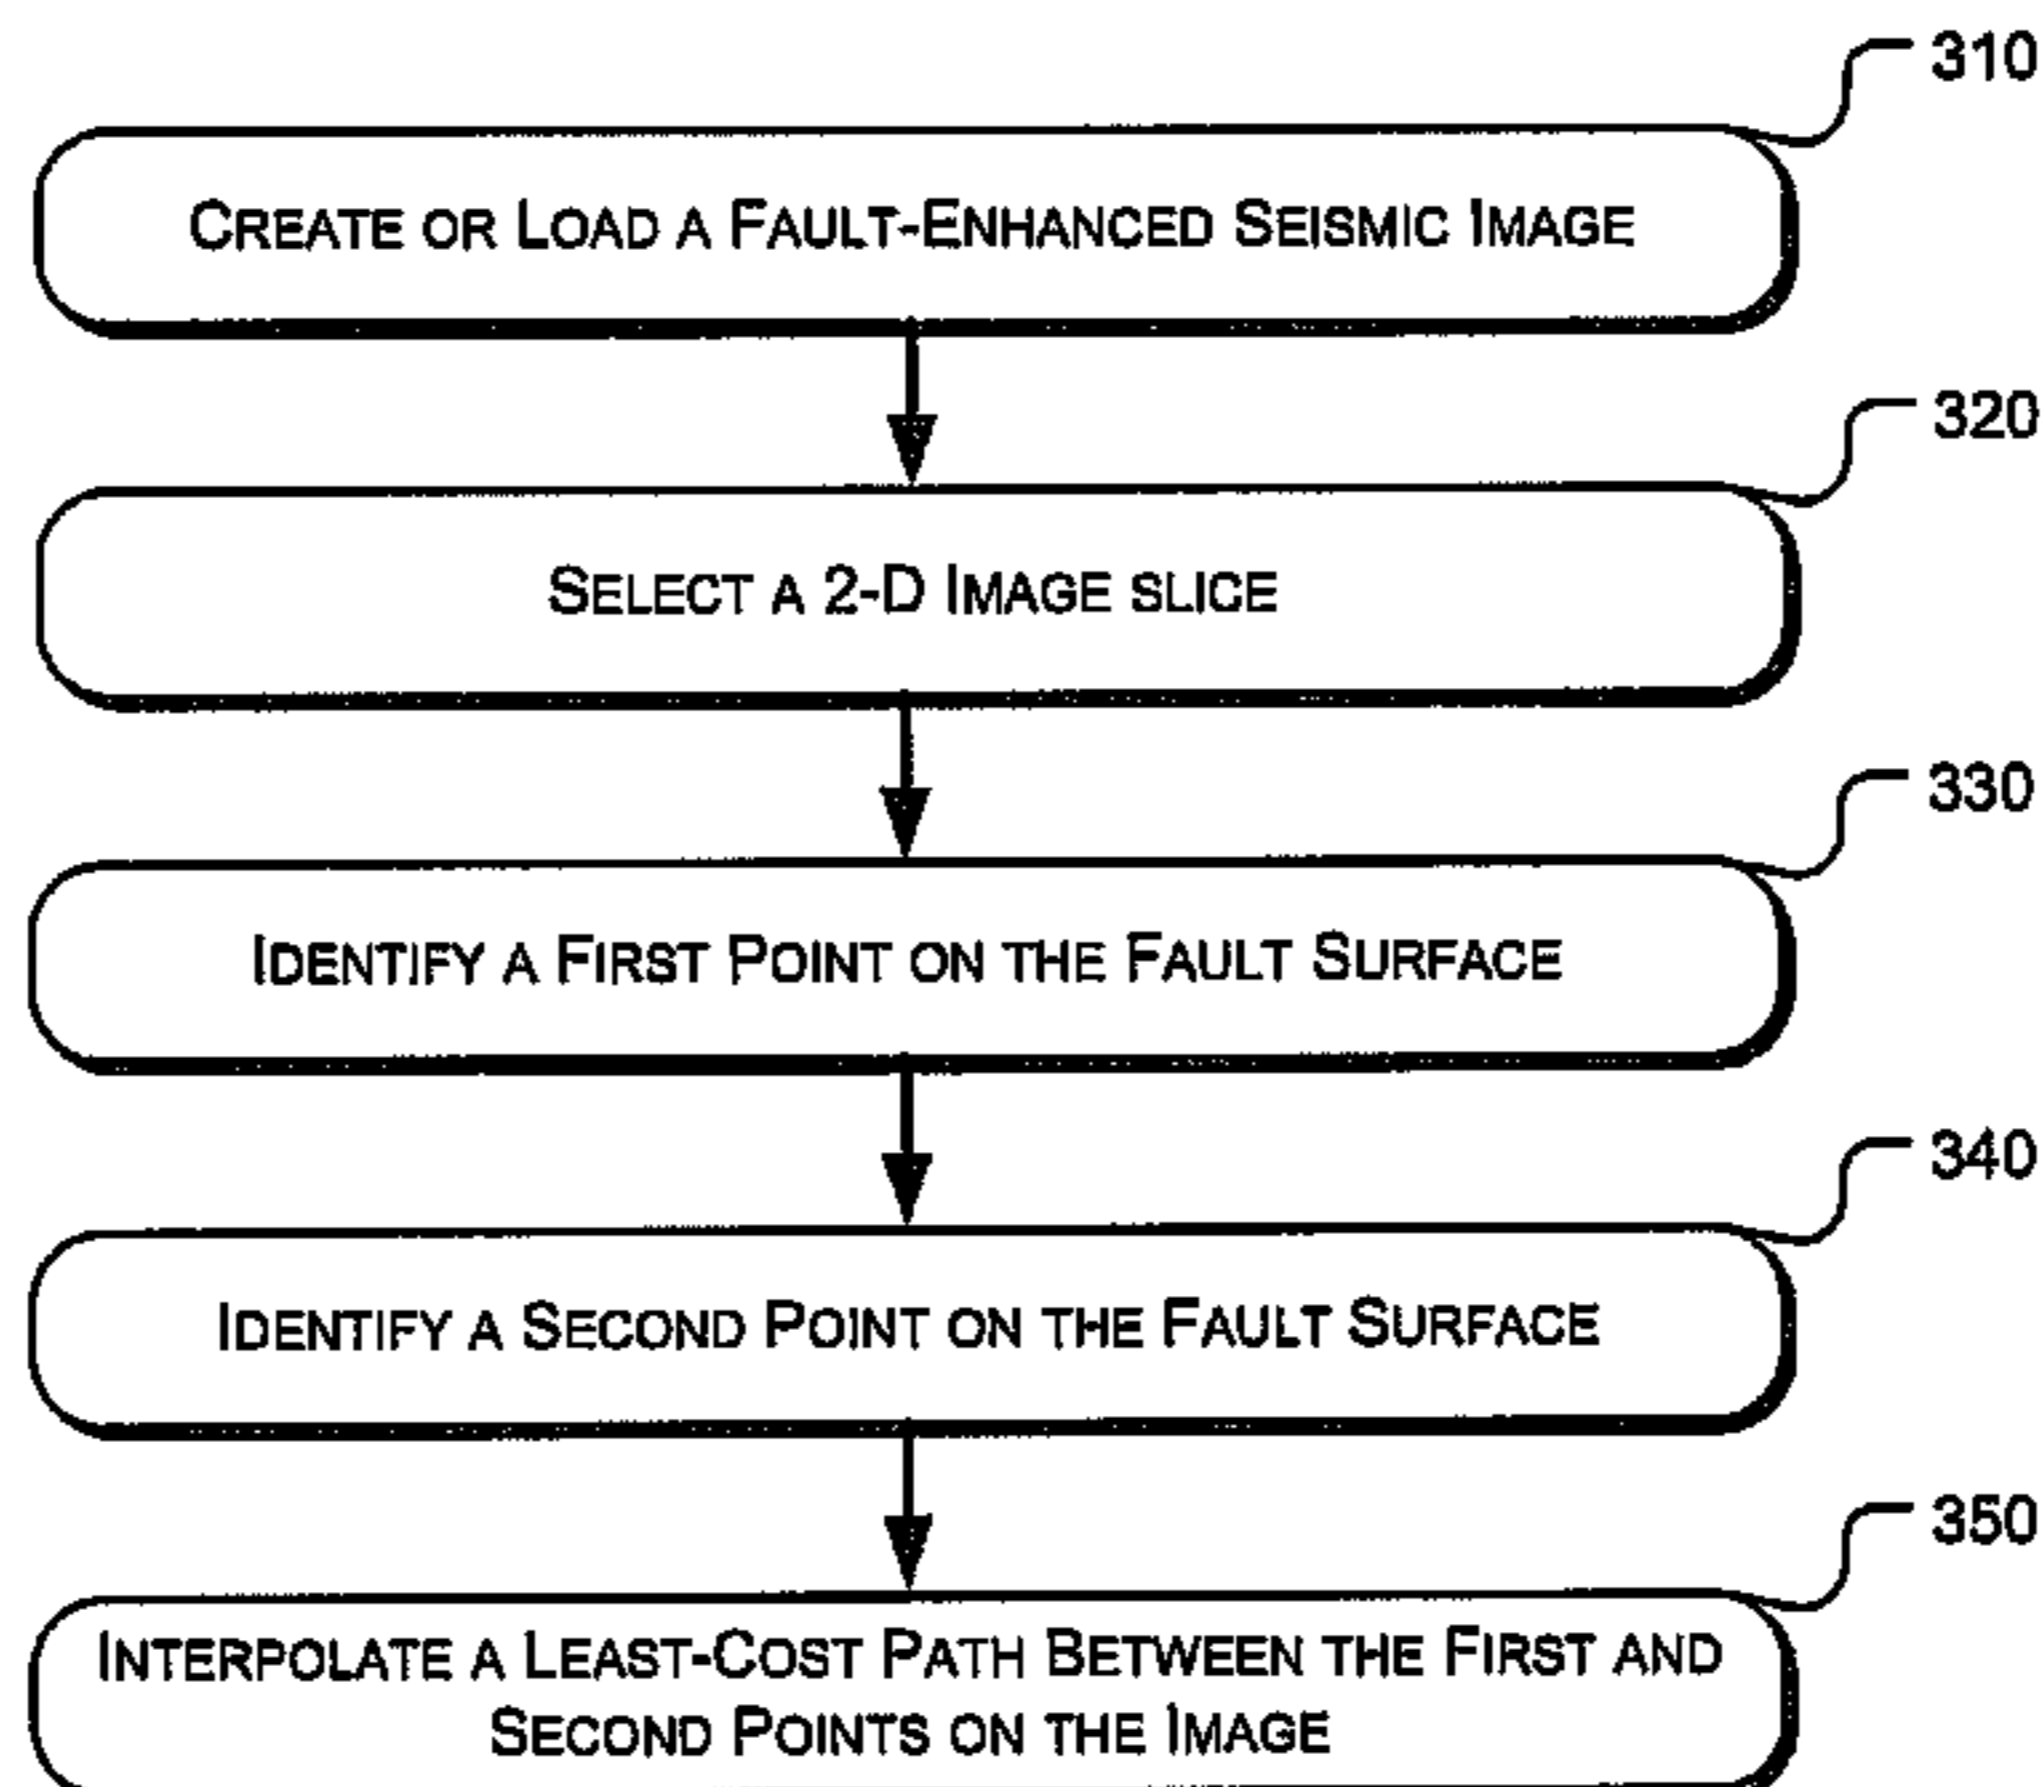 310
CREATE OR LOAD A FAULT-ENHANCED SEISMIC IMAGE
320
SELECT A 2-D IMAGE SLICE
330
IDENTIFY A FIRST POINT ON THE FAULT SURFACE
340
IDENTIFY A SECOND POINT ON THE FAULT SURFACE
350
INTERPOLATE A LEAST-COST PATH BETWEEN THE FIRST AND
SECOND POINTS ON THE IMAGE